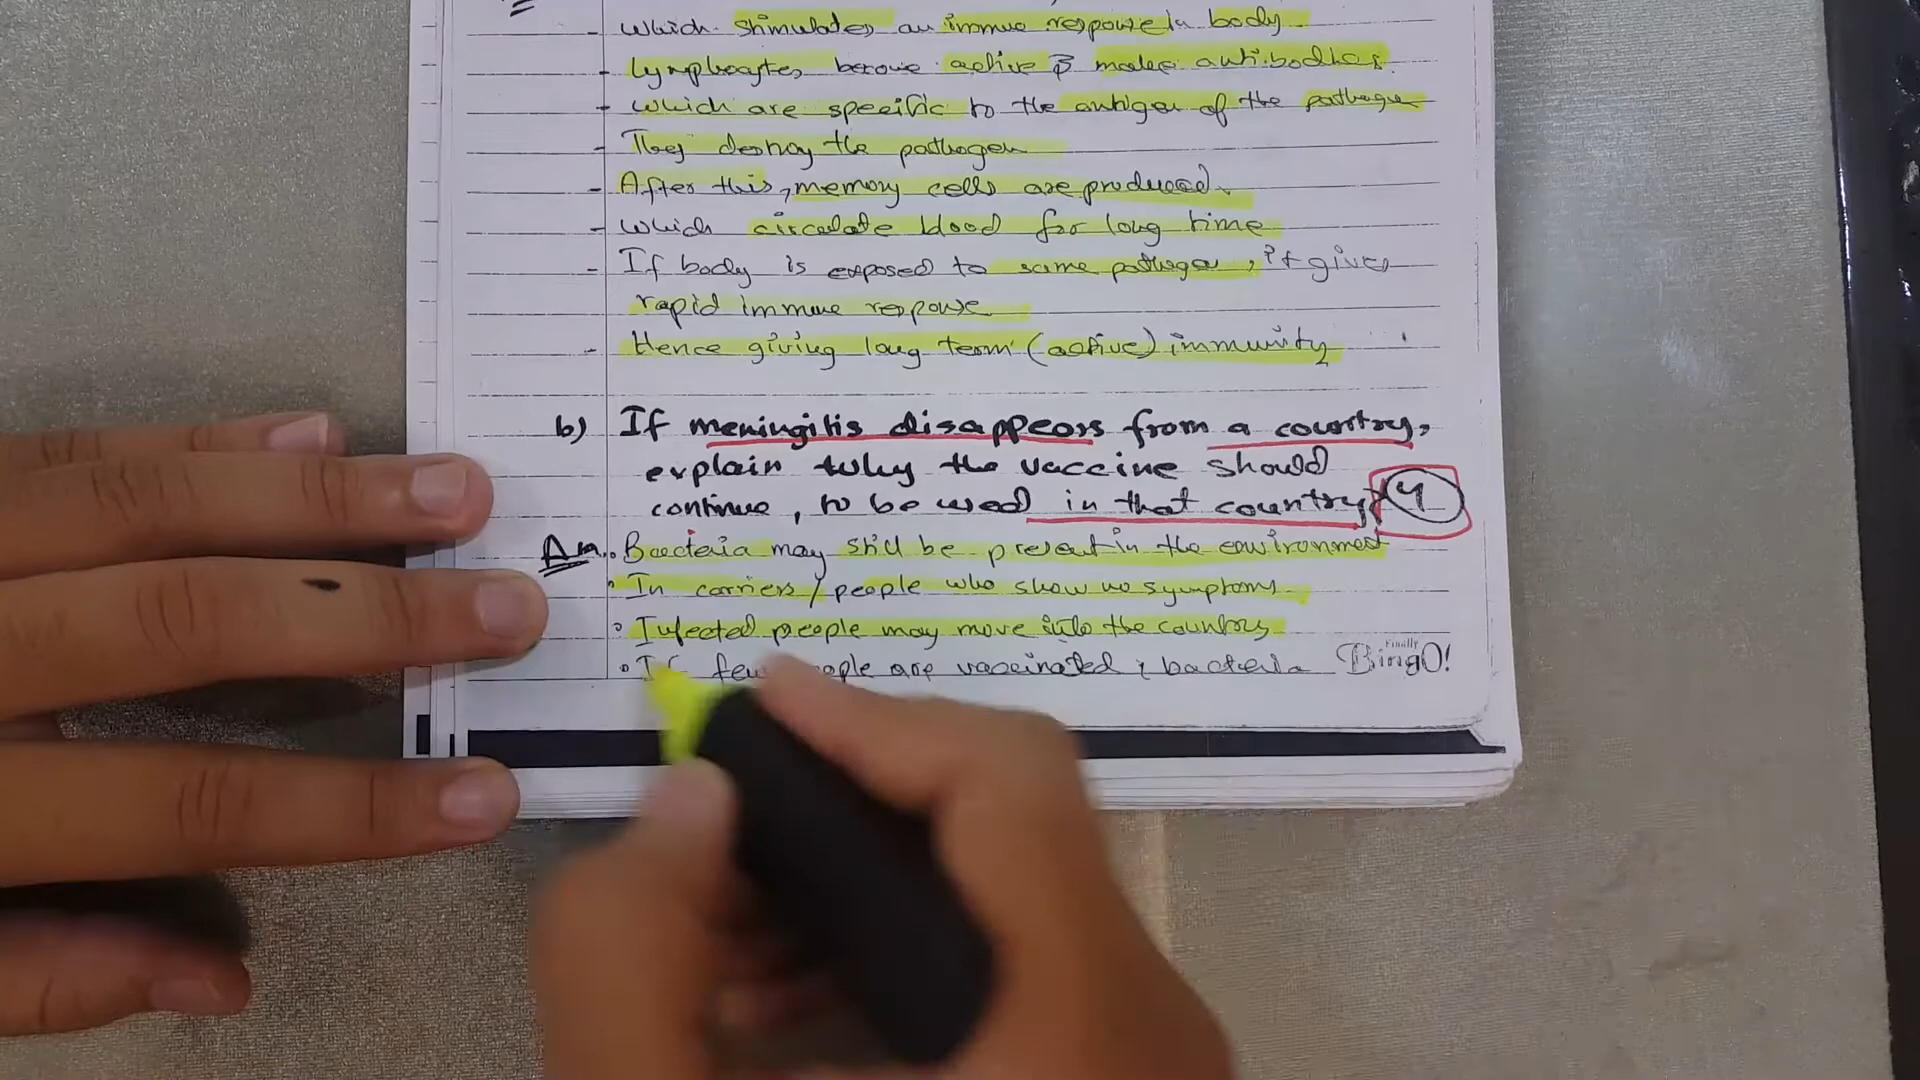 - which stimulates an immue response in body
- lymphocytes become active & makes antibodies.
- which are specific to the antigen of the pathogen
- They destroy the pathogen
- After this, memory cells are produced.
- which circulate blood for long time
- If body is exposed to same pathogen, it gives
rapid immune response
- Hence giving long term (active) immunity
b) If meningitis disappears from a country,
explain why the vaccine should
continue, to be used in that country? 4
Ans. Bacteria may still be present in the environment
• In carriers / people who show no symptoms.
• Infected people may move into the country
• If few people are vaccinated & bacteria
Finally
BingO!